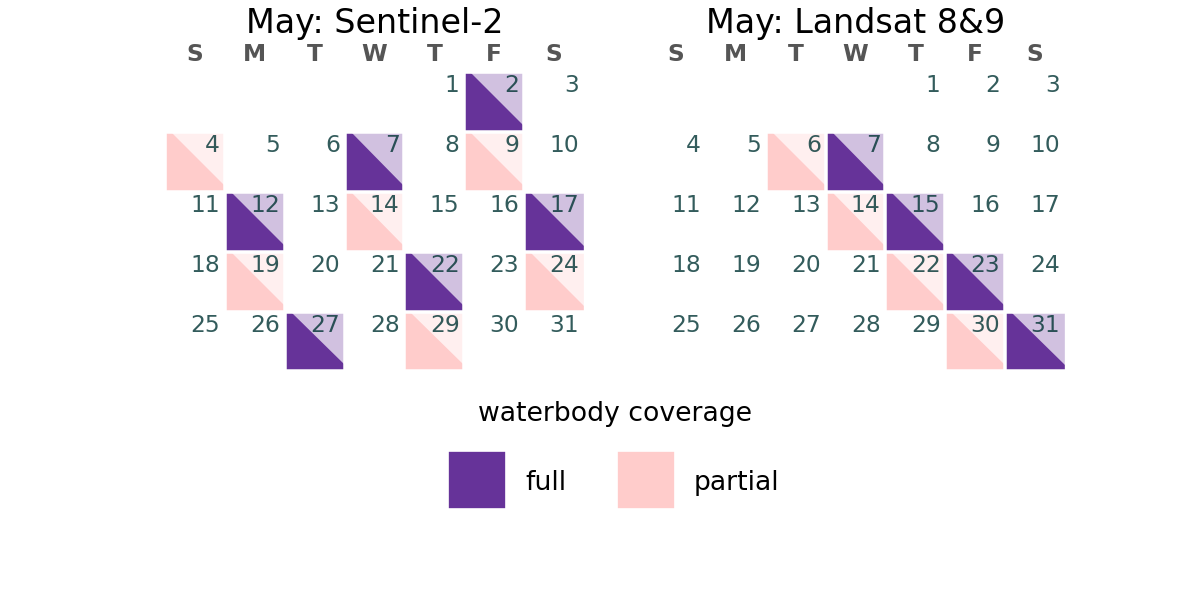 May: Sentinel-2
S M T W T F S
1 2 3
4 5 6 7 8 9 10
11 12 13 14 15 16 17
18 19 20 21 22 23 24
25 26 27 28 29 30 31
May: Landsat 8&9
S M T W T F S
1 2 3
4 5 6 7 8 9 10
11 12 13 14 15 16 17
18 19 20 21 22 23 24
25 26 27 28 29 30 31
waterbody coverage
full
partial